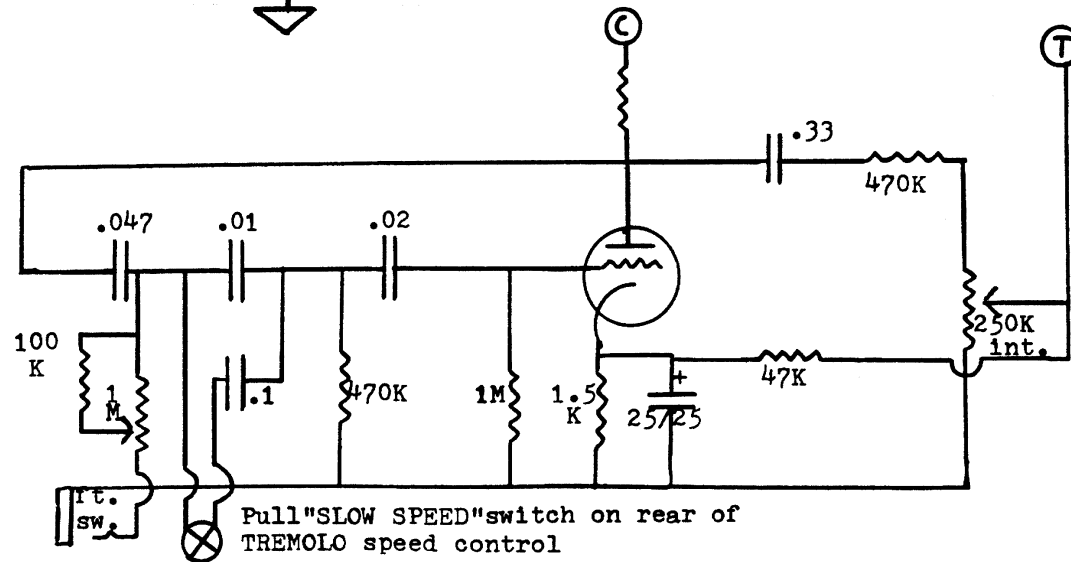 C
T
.33
470K
.047
.01
.02
100
K
1
M
.1
470K
1M
1.5
K
+
25/25
47K
250K
int.
ft.
sw.
Pull"SLOW SPEED"switch on rear of
TREMOLO speed control